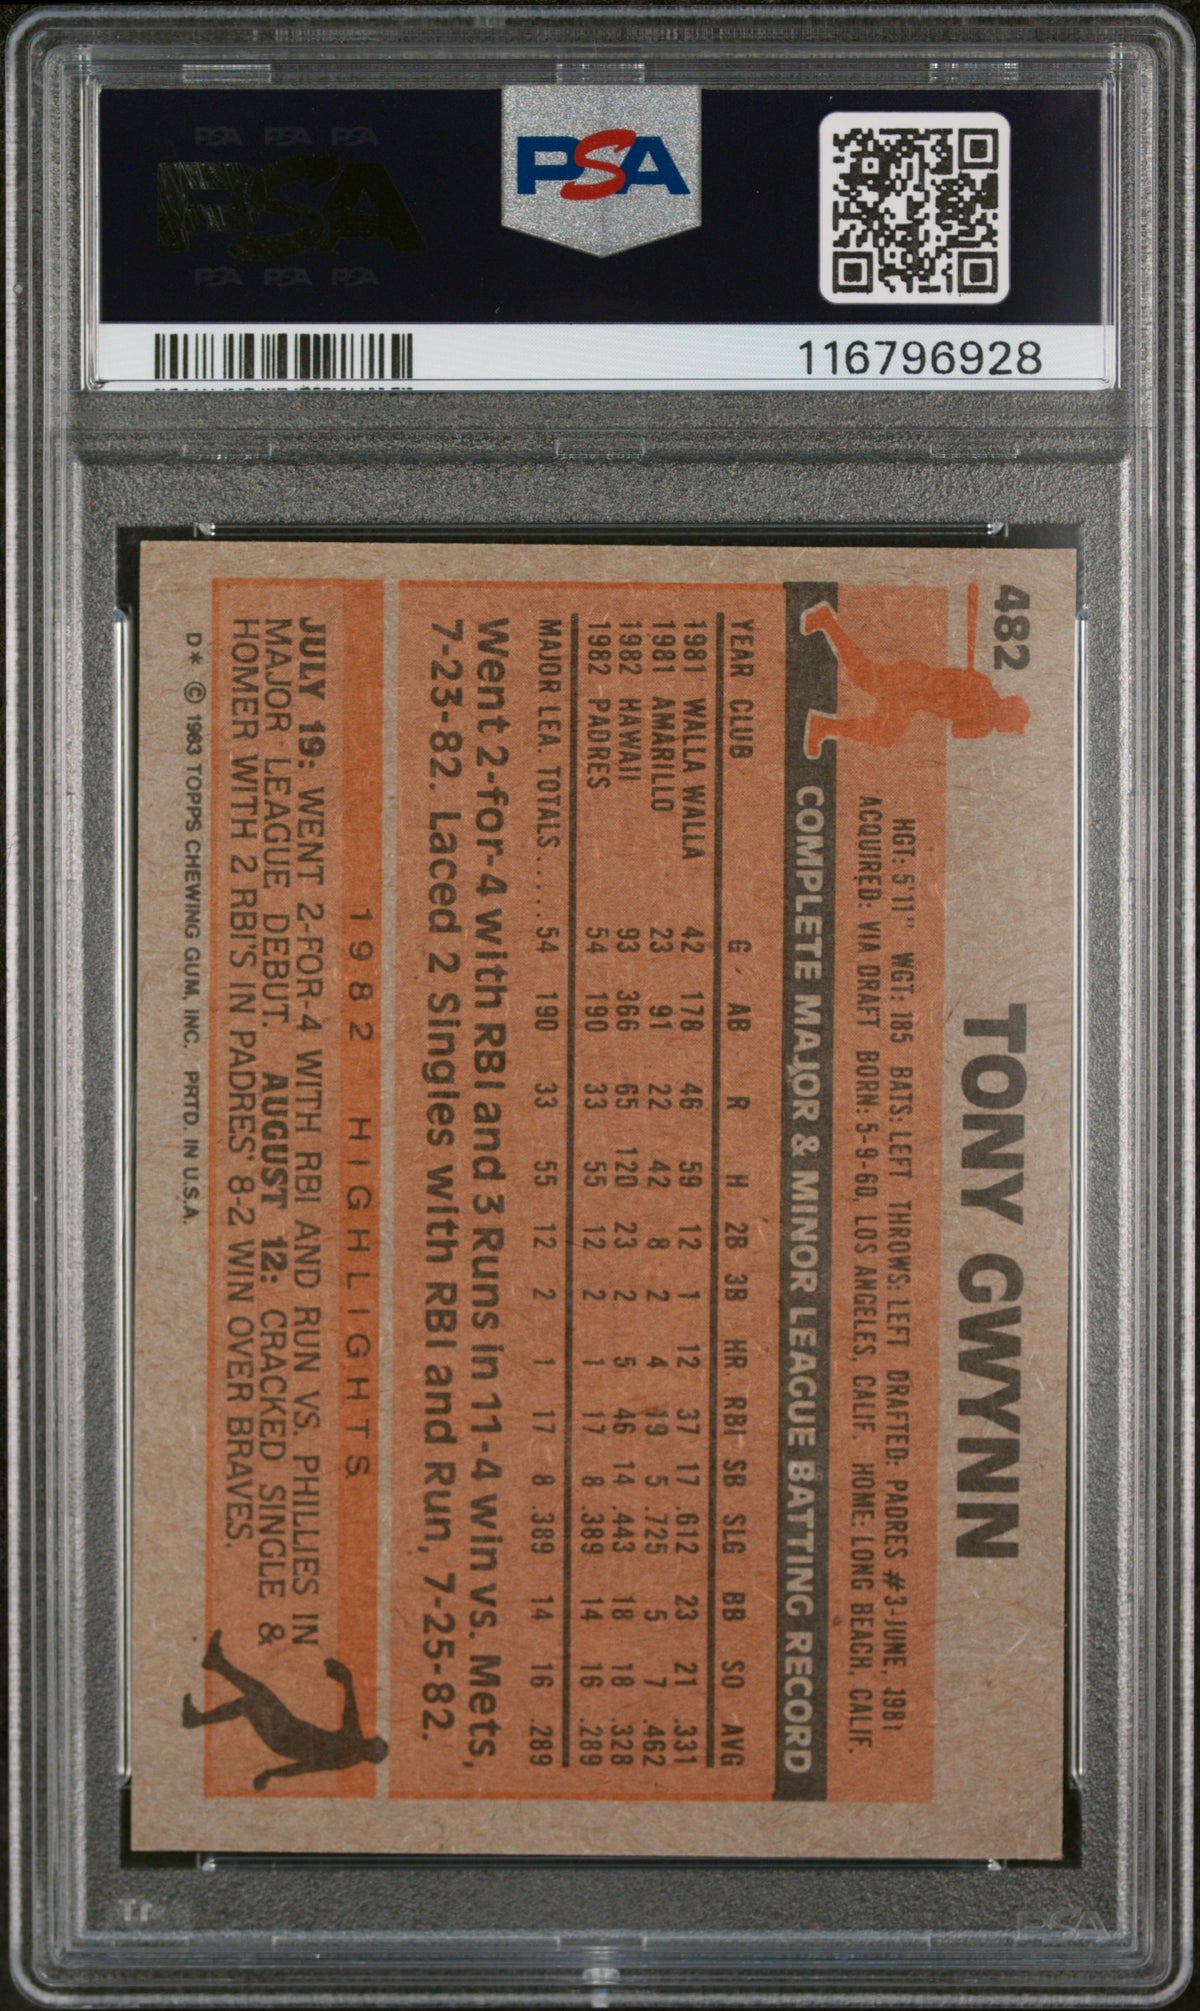 PSA PSA PSA
PSA
PSA PSA PSA
PSA
116796928
482
TONY GWYNN
HGT: 5'11" WGT: 185 BATS: LEFT THROWS: LEFT DRAFTED: PADRES #3-JUNE, 1981
ACQUIRED: VIA DRAFT BORN: 5-9-60, LOS ANGELES, CALIF. HOME: LONG BEACH, CALIF.
COMPLETE MAJOR & MINOR LEAGUE BATTING RECORD
YEAR CLUB G AB R H 2B 3B HR RBI SB SLG BB SO AVG
1981 WALLA WALLA 42 178 46 59 12 1 12 37 17 .612 23 21 .331
1981 AMARILLO 23 91 22 42 8 2 4 19 5 .725 5 7 .462
1982 HAWAII 93 366 65 120 23 2 5 46 14 .443 18 18 .328
1982 PADRES 54 190 33 55 12 2 1 17 8 .389 14 16 .289
MAJOR LEA. TOTALS..... 54 190 33 55 12 2 1 17 8 .389 14 16 .289
Went 2-for-4 with RBI and 3 Runs in 11-4 win vs. Mets,
7-23-82. Laced 2 Singles with RBI and Run, 7-25-82.
1982 HIGHLIGHTS
JULY 19: WENT 2-FOR-4 WITH RBI AND RUN VS. PHILLIES IN
MAJOR LEAGUE DEBUT. AUGUST 12: CRACKED SINGLE &
HOMER WITH 2 RBI'S IN PADRES' 8-2 WIN OVER BRAVES.
D* © 1983 TOPPS CHEWING GUM, INC. PRTD. IN U.S.A.
PSA